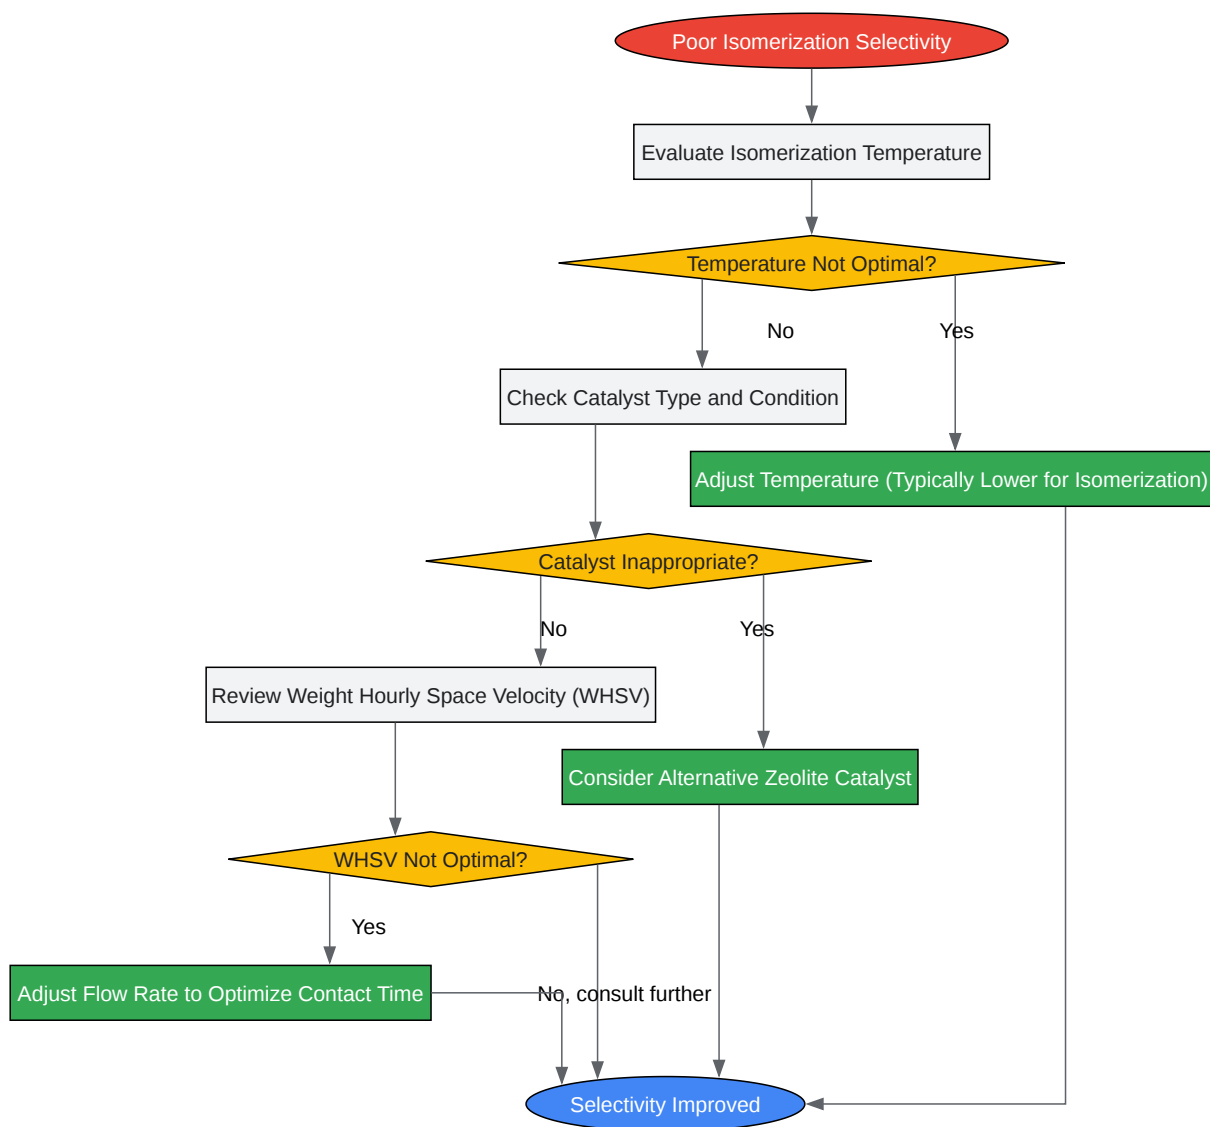 Poor Isomerization Selectivity
Evaluate Isomerization Temperature
Temperature Not Optimal?
No
Yes
Check Catalyst Type and Condition
Adjust Temperature (Typically Lower for Isomerization)
Catalyst Inappropriate?
No
Yes
Review Weight Hourly Space Velocity (WHSV)
Consider Alternative Zeolite Catalyst
WHSV Not Optimal?
Yes
Adjust Flow Rate to Optimize Contact Time
No, consult further
Selectivity Improved